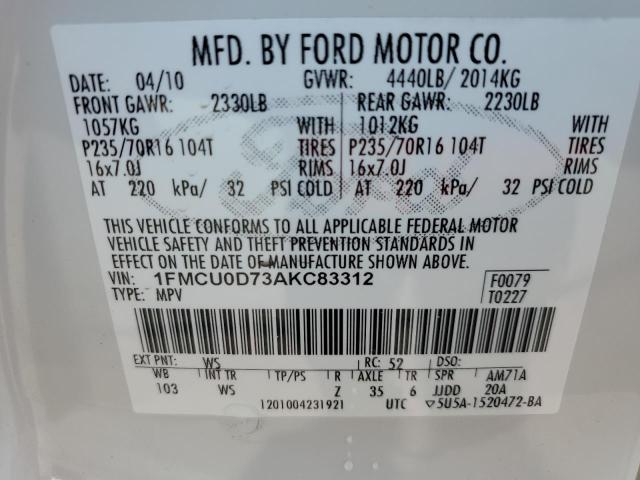 MFD. BY FORD MOTOR CO.
DATE: 04/10 GVWR: 4440LB/ 2014KG
FRONT GAWR: 2330LB REAR GAWR: 2230LB
1057KG WITH 1012KG WITH
P235/70R16 104T TIRES P235/70R16 104T TIRES
16x7.0J RIMS 16x7.0J RIMS
AT 220 kPa/ 32 PSI COLD AT 220 kPa/ 32 PSI COLD
THIS VEHICLE CONFORMS TO ALL APPLICABLE FEDERAL MOTOR
VEHICLE SAFETY AND THEFT PREVENTION STANDARDS IN
EFFECT ON THE DATE OF MANUFACTURE SHOWN ABOVE.
VIN: 1FMCU0D73AKC83312 F0079
TYPE: MPV T0227
EXT PNT: WS RC: 52 DSO:
WB INT TR TP/PS R AXLE TR SPR AM71A
103 WS Z 35 6 JJDD 20A
1201004231921 UTC ▽5U5A-1520472-BA